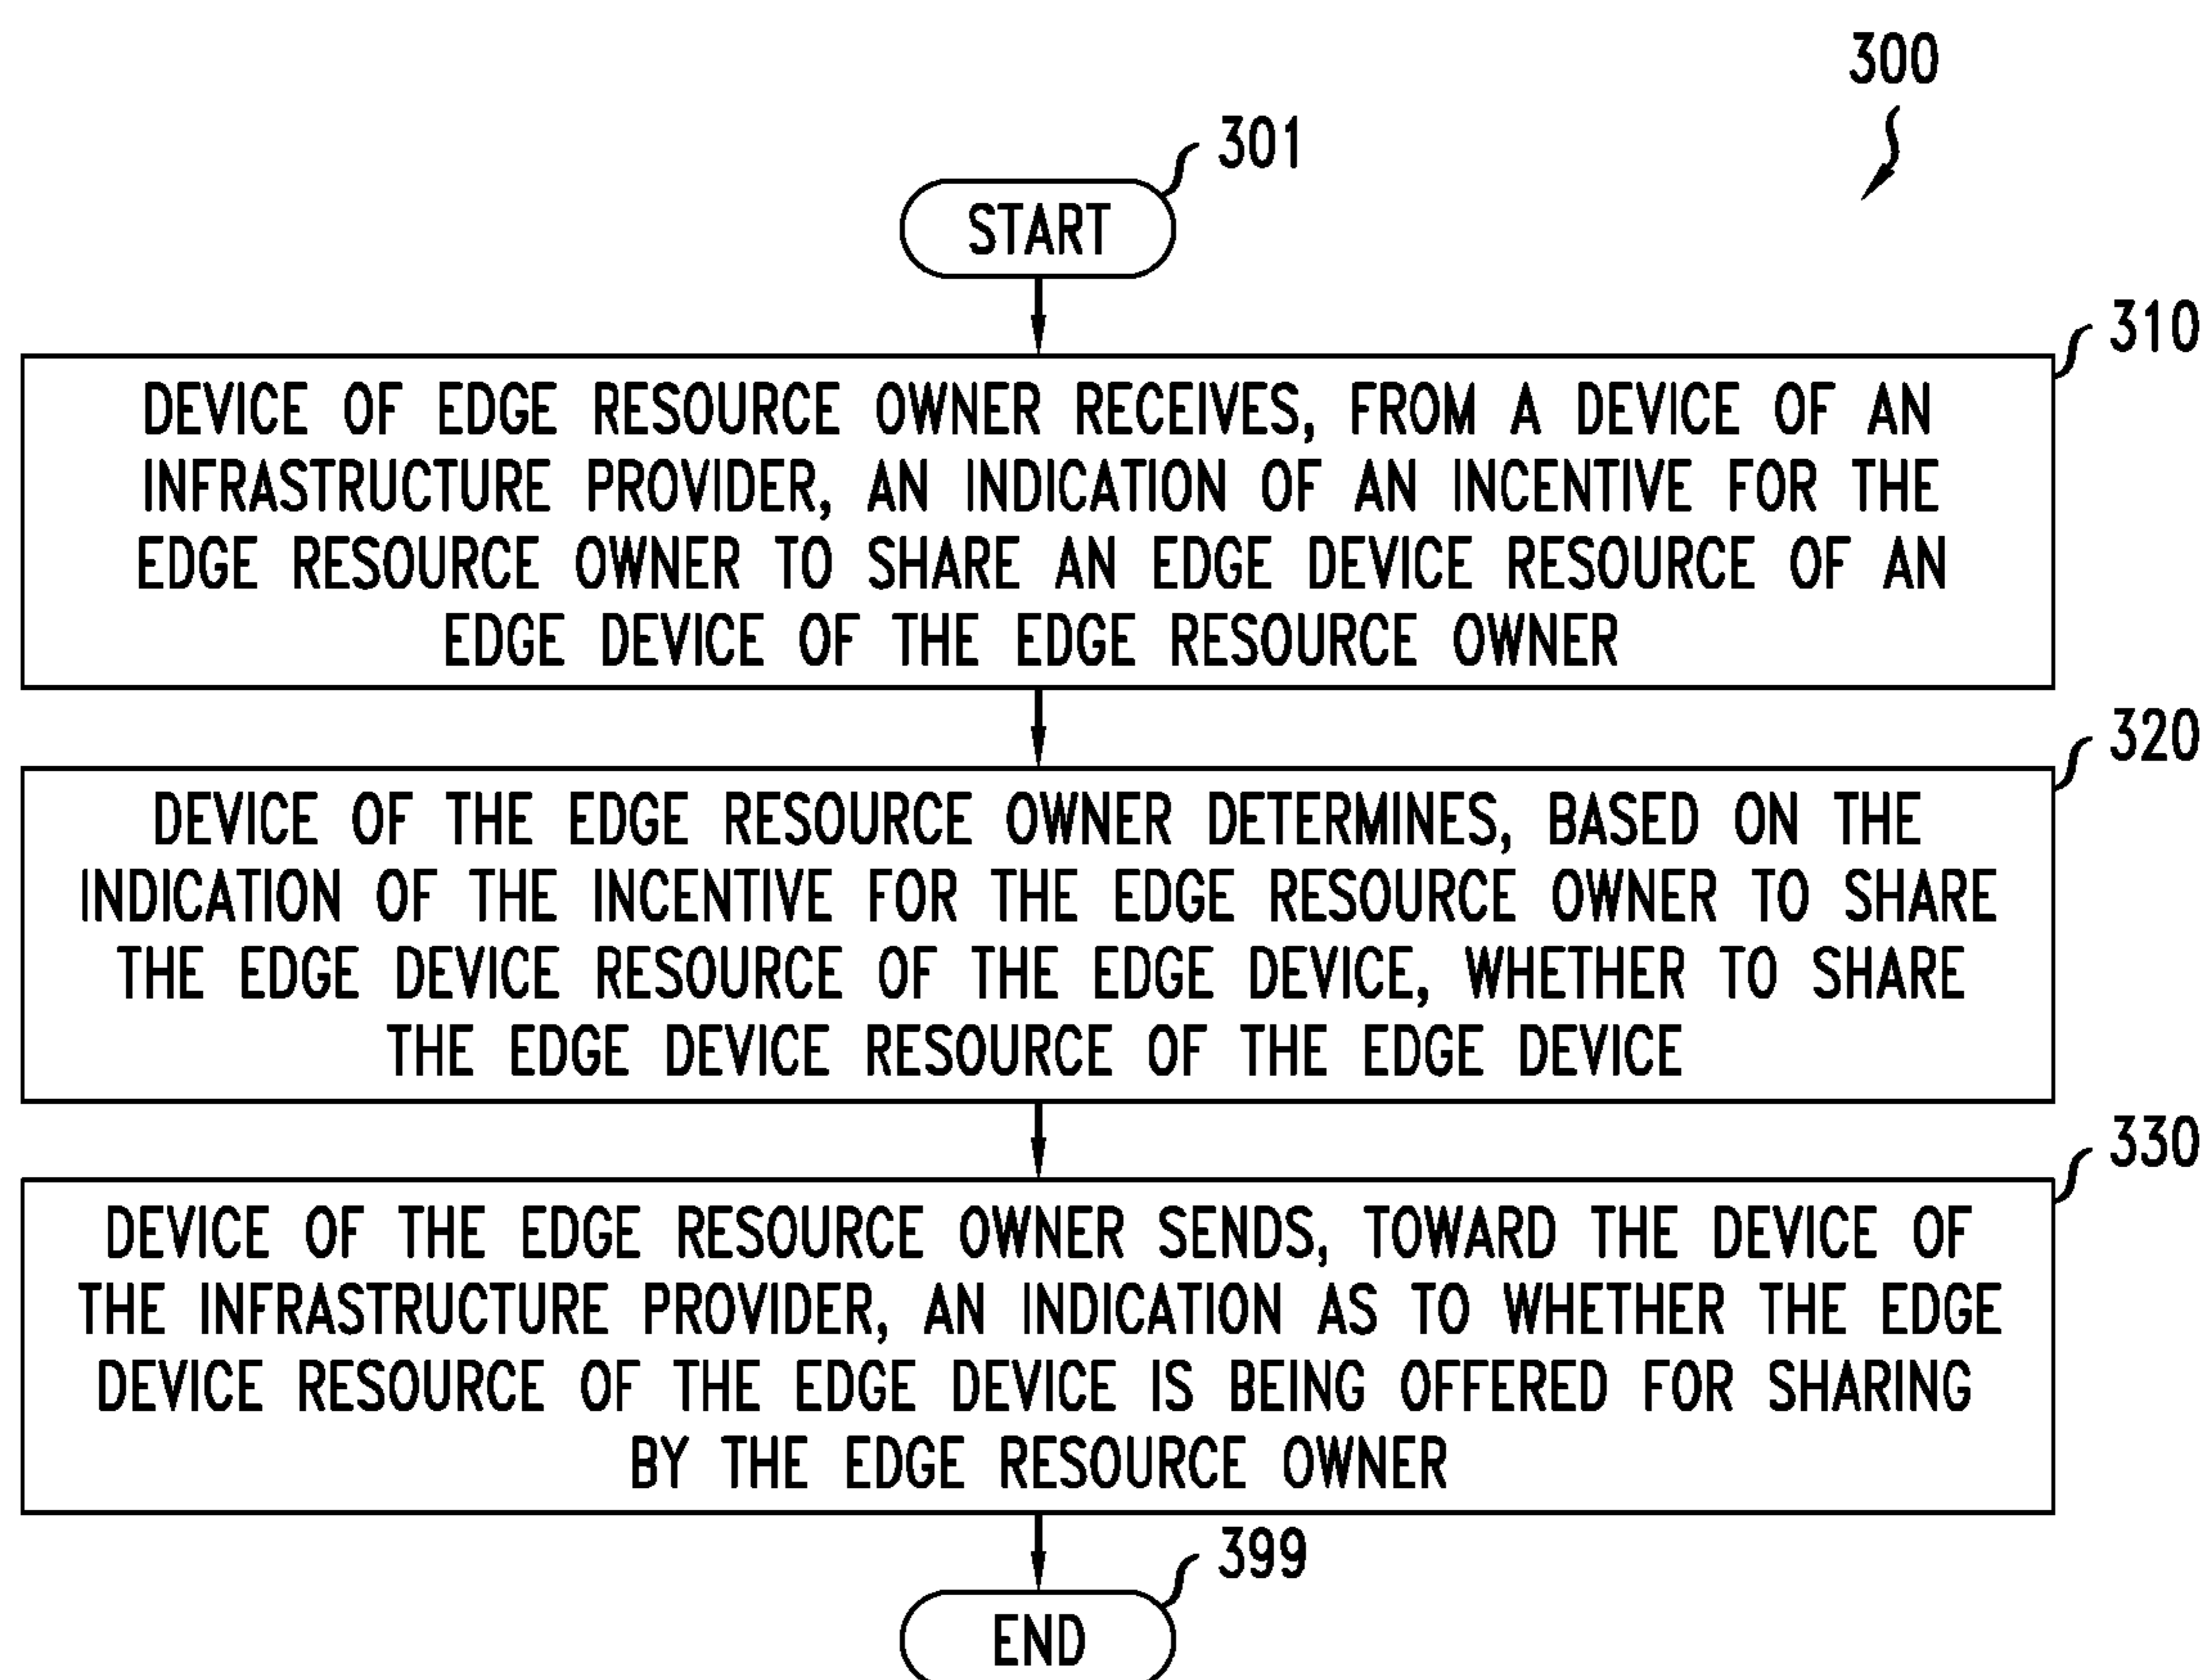 300
301
START
310
DEVICE OF EDGE RESOURCE OWNER RECEIVES, FROM A DEVICE OF AN
INFRASTRUCTURE PROVIDER, AN INDICATION OF AN INCENTIVE FOR THE
EDGE RESOURCE OWNER TO SHARE AN EDGE DEVICE RESOURCE OF AN
EDGE DEVICE OF THE EDGE RESOURCE OWNER
320
DEVICE OF THE EDGE RESOURCE OWNER DETERMINES, BASED ON THE
INDICATION OF THE INCENTIVE FOR THE EDGE RESOURCE OWNER TO SHARE
THE EDGE DEVICE RESOURCE OF THE EDGE DEVICE, WHETHER TO SHARE
THE EDGE DEVICE RESOURCE OF THE EDGE DEVICE
330
DEVICE OF THE EDGE RESOURCE OWNER SENDS, TOWARD THE DEVICE OF
THE INFRASTRUCTURE PROVIDER, AN INDICATION AS TO WHETHER THE EDGE
DEVICE RESOURCE OF THE EDGE DEVICE IS BEING OFFERED FOR SHARING
BY THE EDGE RESOURCE OWNER
399
END